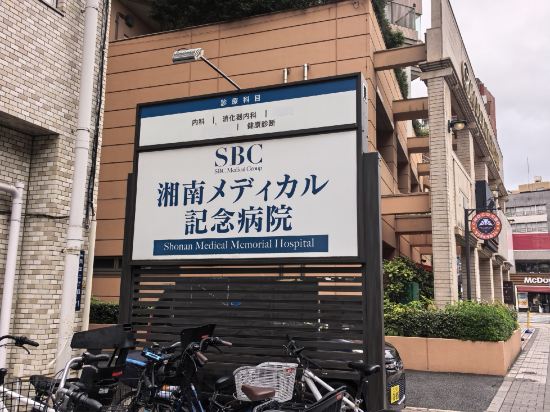 診療科目
内科 | 、消化器内科 |
| 健康診断
SBC
SBC Medical Group
湘南メディカル
記念病院
Shonan Medical Memorial Hospital